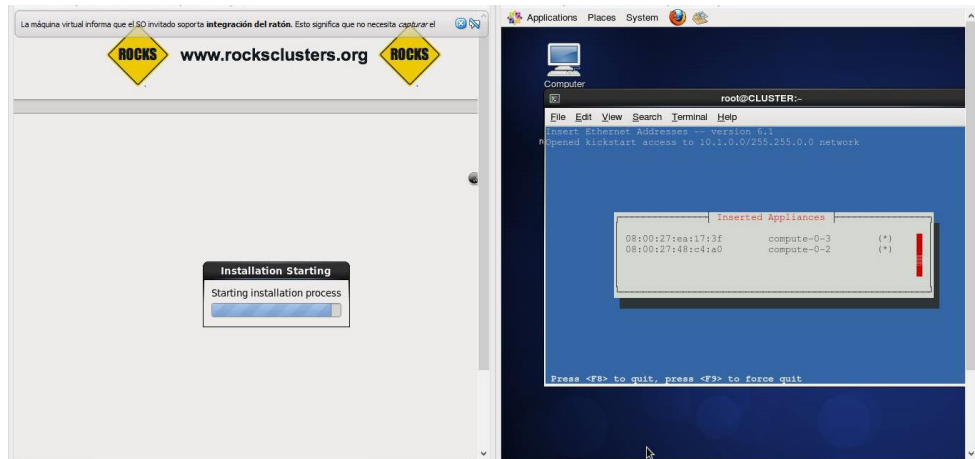 La máquina virtual informa que el SO invitado soporta integración del ratón. Esto significa que no necesita capturar el
ROCKS www.rocksclusters.org ROCKS
Installation Starting
Starting installation process
Applications Places System
Computer
root@CLUSTER:~
File Edit View Search Terminal Help
Insert Ethernet Addresses -- version 6.1
Opened kickstart access to 10.1.0.0/255.255.0.0 network
Inserted Appliances
08:00:27:ea:17:3f compute-0-3 (*)
08:00:27:48:c4:a0 compute-0-2 (*)
Press <F8> to quit, press <F9> to force quit